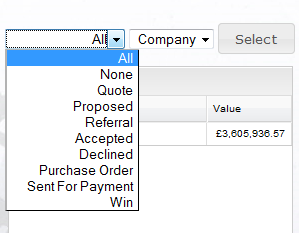 All Company Select
All
None
Quote
Proposed
Referral
Accepted
Declined
Purchase Order
Sent For Payment
Win
Value
£3,605,936.57